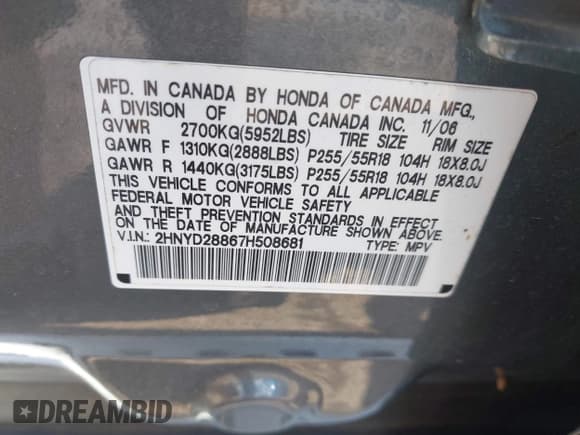 MFD. IN CANADA BY HONDA OF CANADA MFG.,
A DIVISION OF HONDA CANADA INC. 11/06
GVWR 2700KG(5952LBS) TIRE SIZE RIM SIZE
GAWR F 1310KG(2888LBS) P255/55R18 104H 18X8.0J
GAWR R 1440KG(3175LBS) P255/55R18 104H 18X8.0J
THIS VEHICLE CONFORMS TO ALL APPLICABLE
FEDERAL MOTOR VEHICLE SAFETY
AND THEFT PREVENTION STANDARDS IN EFFECT
ON THE DATE OF MANUFACTURE SHOWN ABOVE.
V.I.N.: 2HNYD28867H508681 TYPE: MPV
DREAMBID